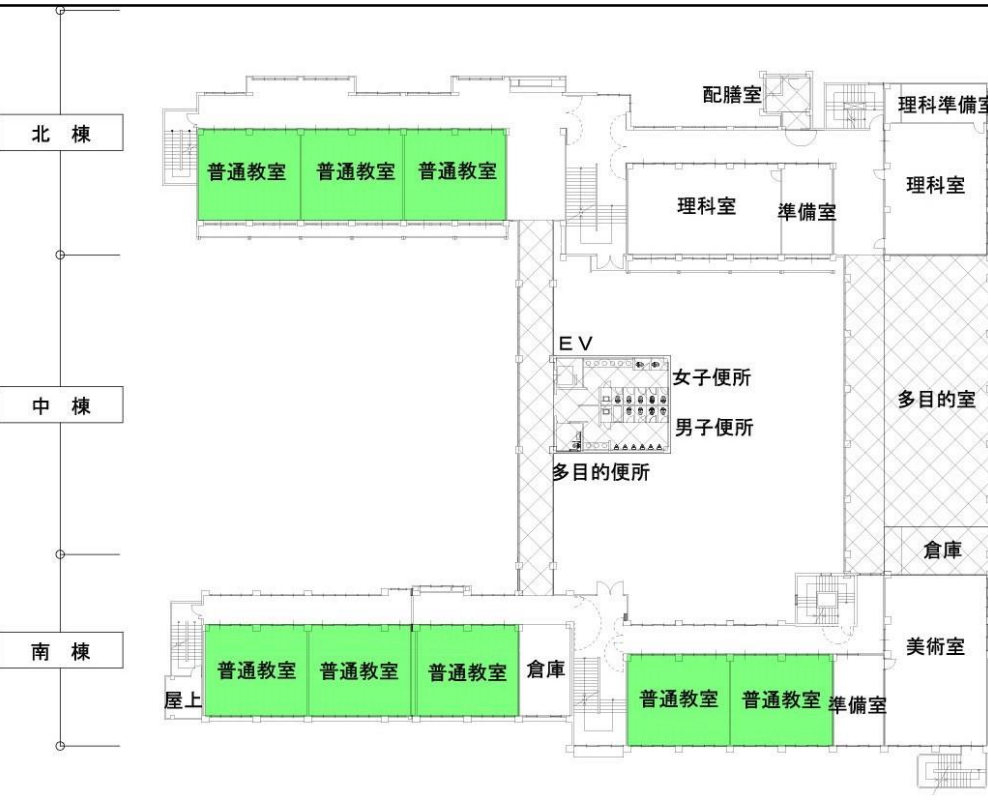 北 棟
配膳室
理科準備室
普通教室
普通教室
普通教室
理科室
準備室
理科室
EV
女子便所
中 棟
多目的室
男子便所
多目的便所
倉庫
南 棟
普通教室
普通教室
普通教室
倉庫
美術室
屋上
普通教室
普通教室
準備室